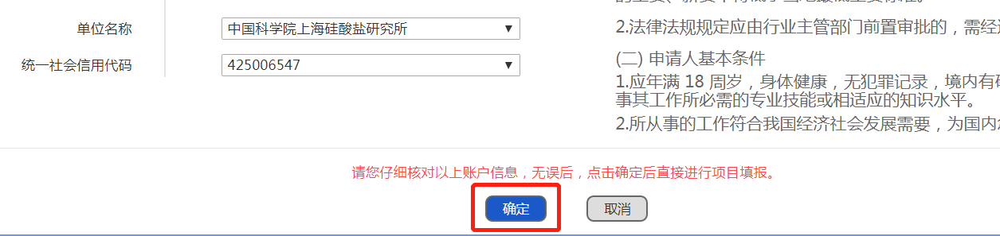 单位名称
中国科学院上海硅酸盐研究所
统一社会信用代码
425006547
2.法律法规规定应由行业主管部门前置审批的，需经
(二) 申请人基本条件
1.应年满 18 周岁，身体健康，无犯罪记录，境内有
事其工作所必需的专业技能或相适应的知识水平。
2.所从事的工作符合我国经济社会发展需要，为国内
请您仔细核对以上账户信息，无误后，点击确定后直接进行项目填报。
确定
取消